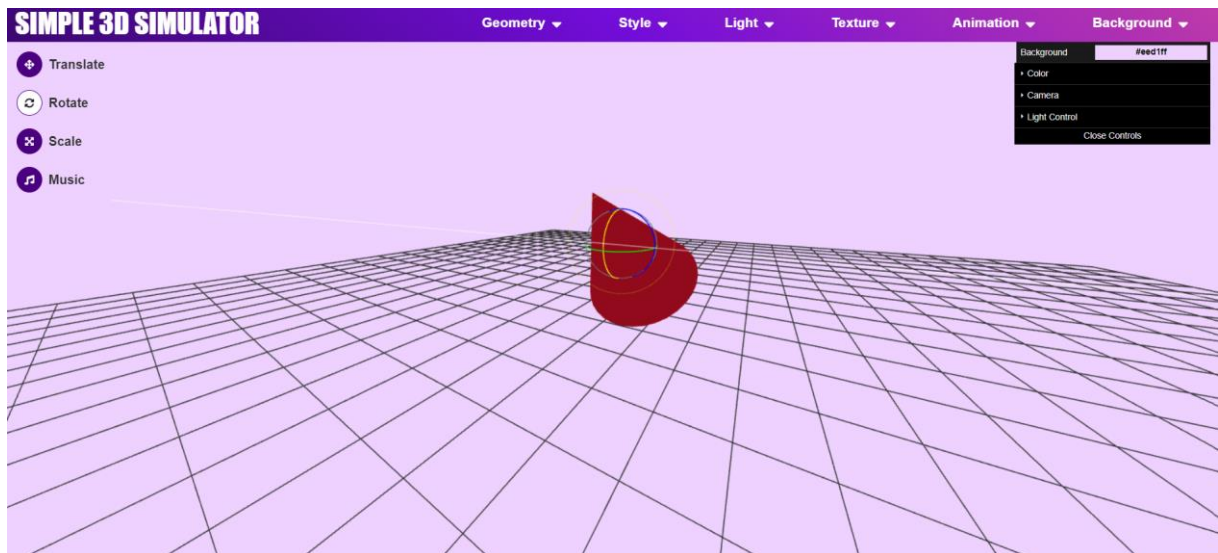 SIMPLE 3D SIMULATOR
Geometry
Style
Light
Texture
Animation
Background
Translate
Rotate
Scale
Music
Background #eed1ff
Color
Camera
Light Control
Close Controls